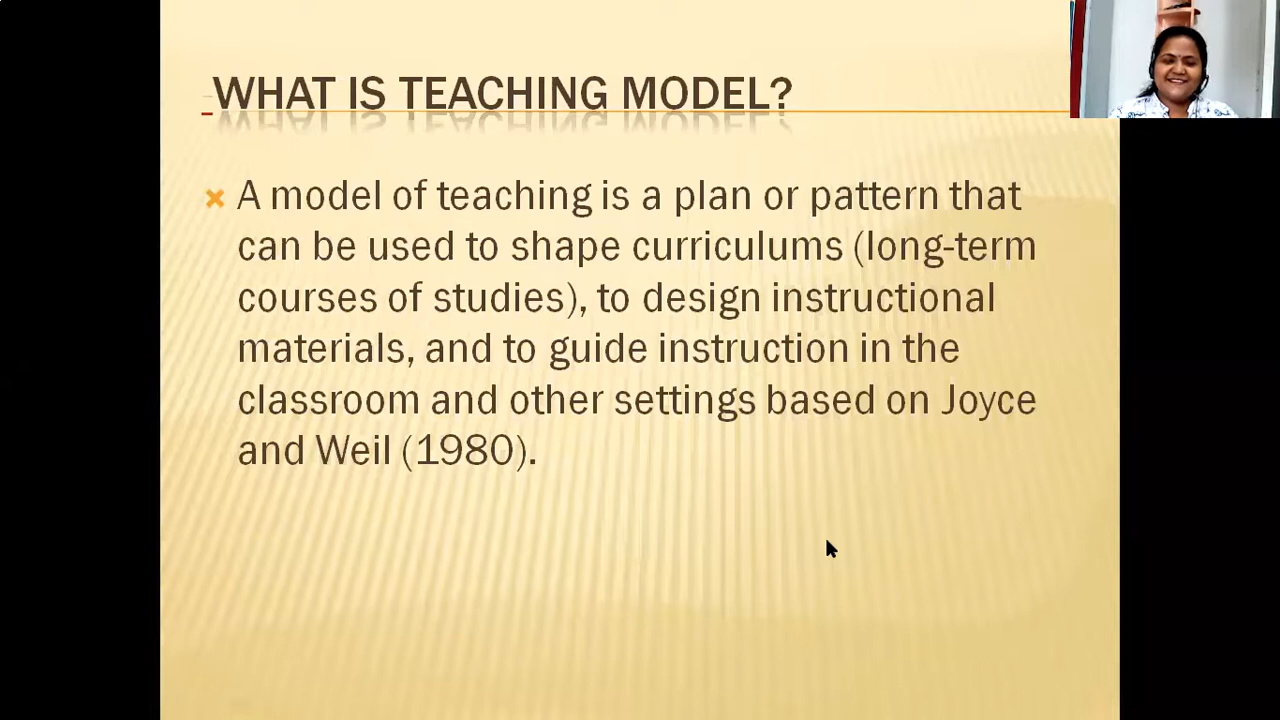 WHAT IS TEACHING MODEL?
A model of teaching is a plan or pattern that
can be used to shape curriculums (long-term
courses of studies), to design instructional
materials, and to guide instruction in the
classroom and other settings based on Joyce
and Weil (1980).